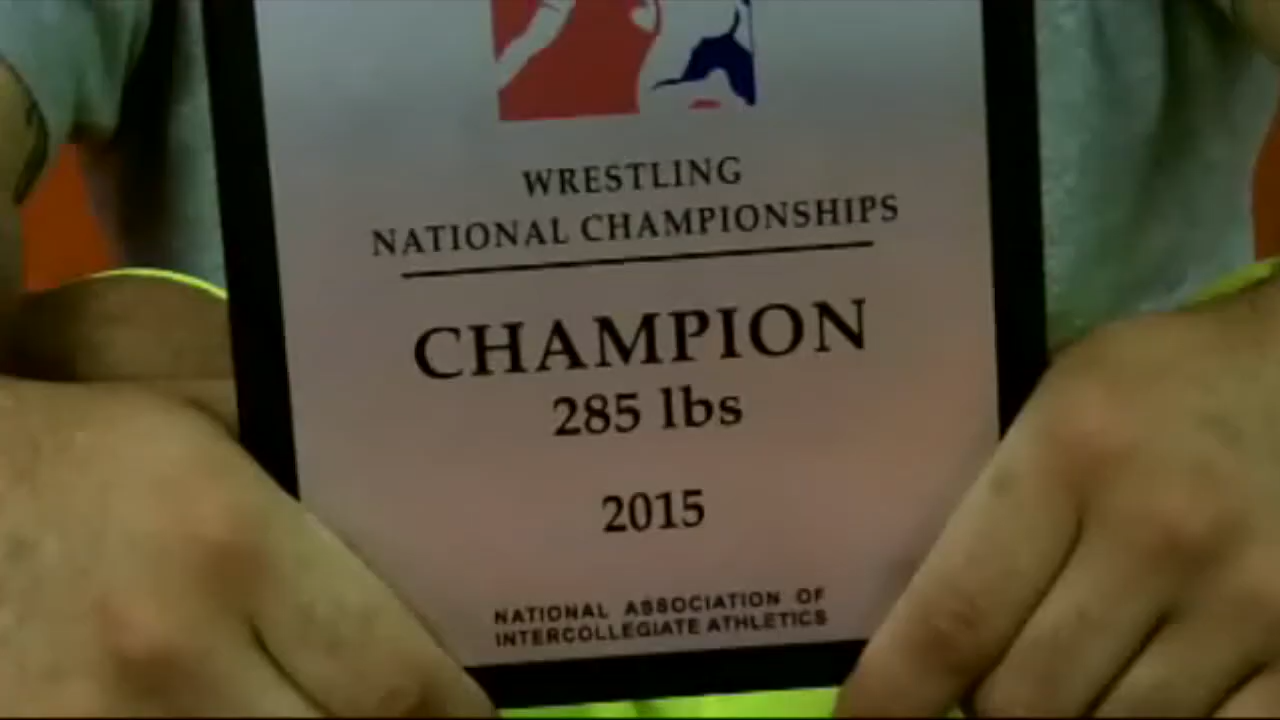 WRESTLING
NATIONAL CHAMPIONSHIPS
CHAMPION
285 lbs
2015
NATIONAL ASSOCIATION OF
INTERCOLLEGIATE ATHLETICS